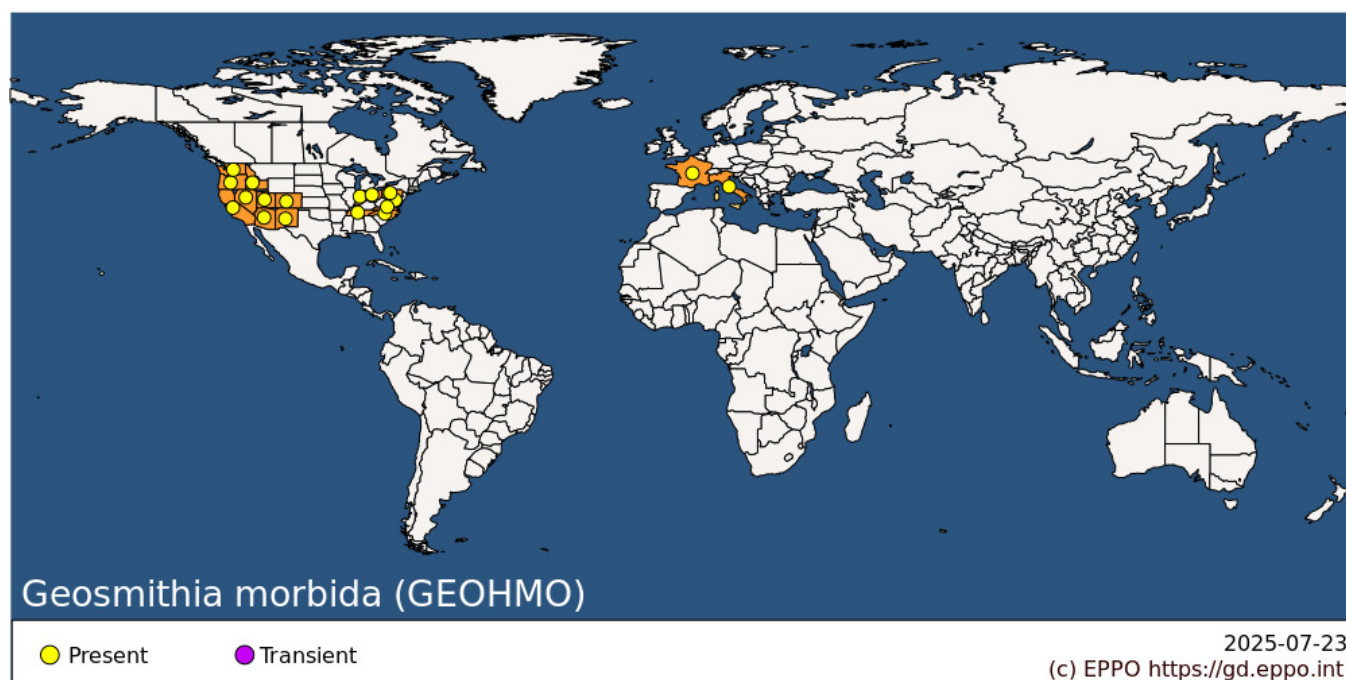 Geosmithia morbida (GEOHMO)
Present
Transient
2025-07-23
(c) EPPO https://gd.eppo.int